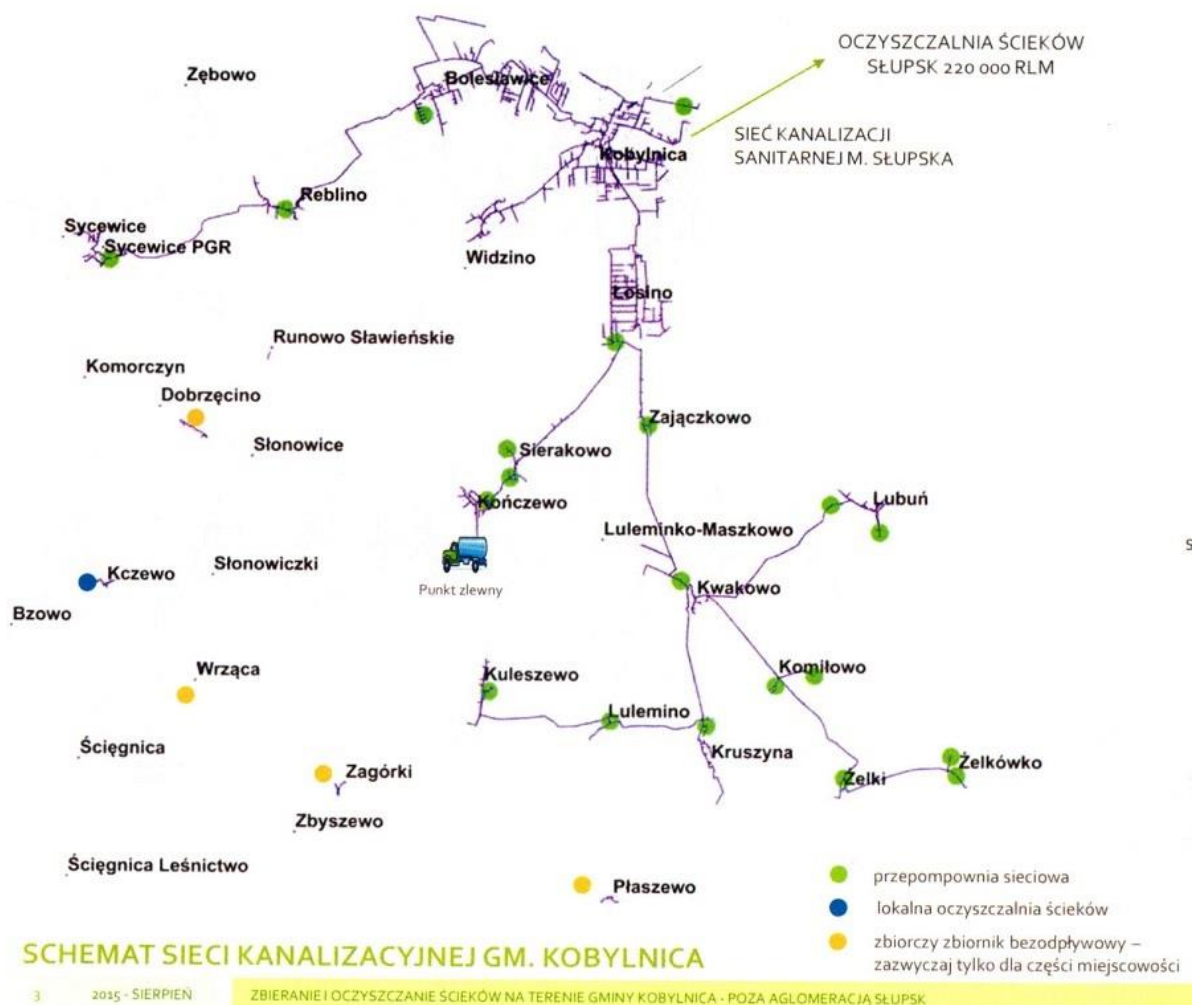 OCZYSZCZALNIA ŚCIEKÓW
SŁUPSK 220 000 RLM
Zębowo
Bolesławice
SIEĆ KANALIZACJI
SANITARNEJ M. SŁUPSKA
Kobylnica
Reblino
Sycewice
Sycewice PGR
Widzino
Łosino
Runowo Sławieńskie
Komorczyn
Dobrzęcino
Zajączkowo
Słonowice
Sierakowo
Kończewo
Lubuń
Luleminko-Maszkowo
S
Kczewo
Słonowiczki
Punkt zlewny
Kwakowo
Bzowo
Wrząca
Kuleszewo
Komiłowo
Lulemino
Ścięgnica
Kruszyna
Zagórki
Żelki
Żelkówko
Zbyszewo
Ścięgnica Leśnictwo
Płaszewo
przepompownia sieciowa
lokalna oczyszczalnia ścieków
zbiorczy zbiornik bezodpływowy –
zazwyczaj tylko dla części miejscowości
SCHEMAT SIECI KANALIZACYJNEJ GM. KOBYLNICA
3 2015 - SIERPIEŃ ZBIERANIE I OCZYSZCZANIE ŚCIEKÓW NA TERENIE GMINY KOBYLNICA - POZA AGLOMERACJĄ SŁUPSK